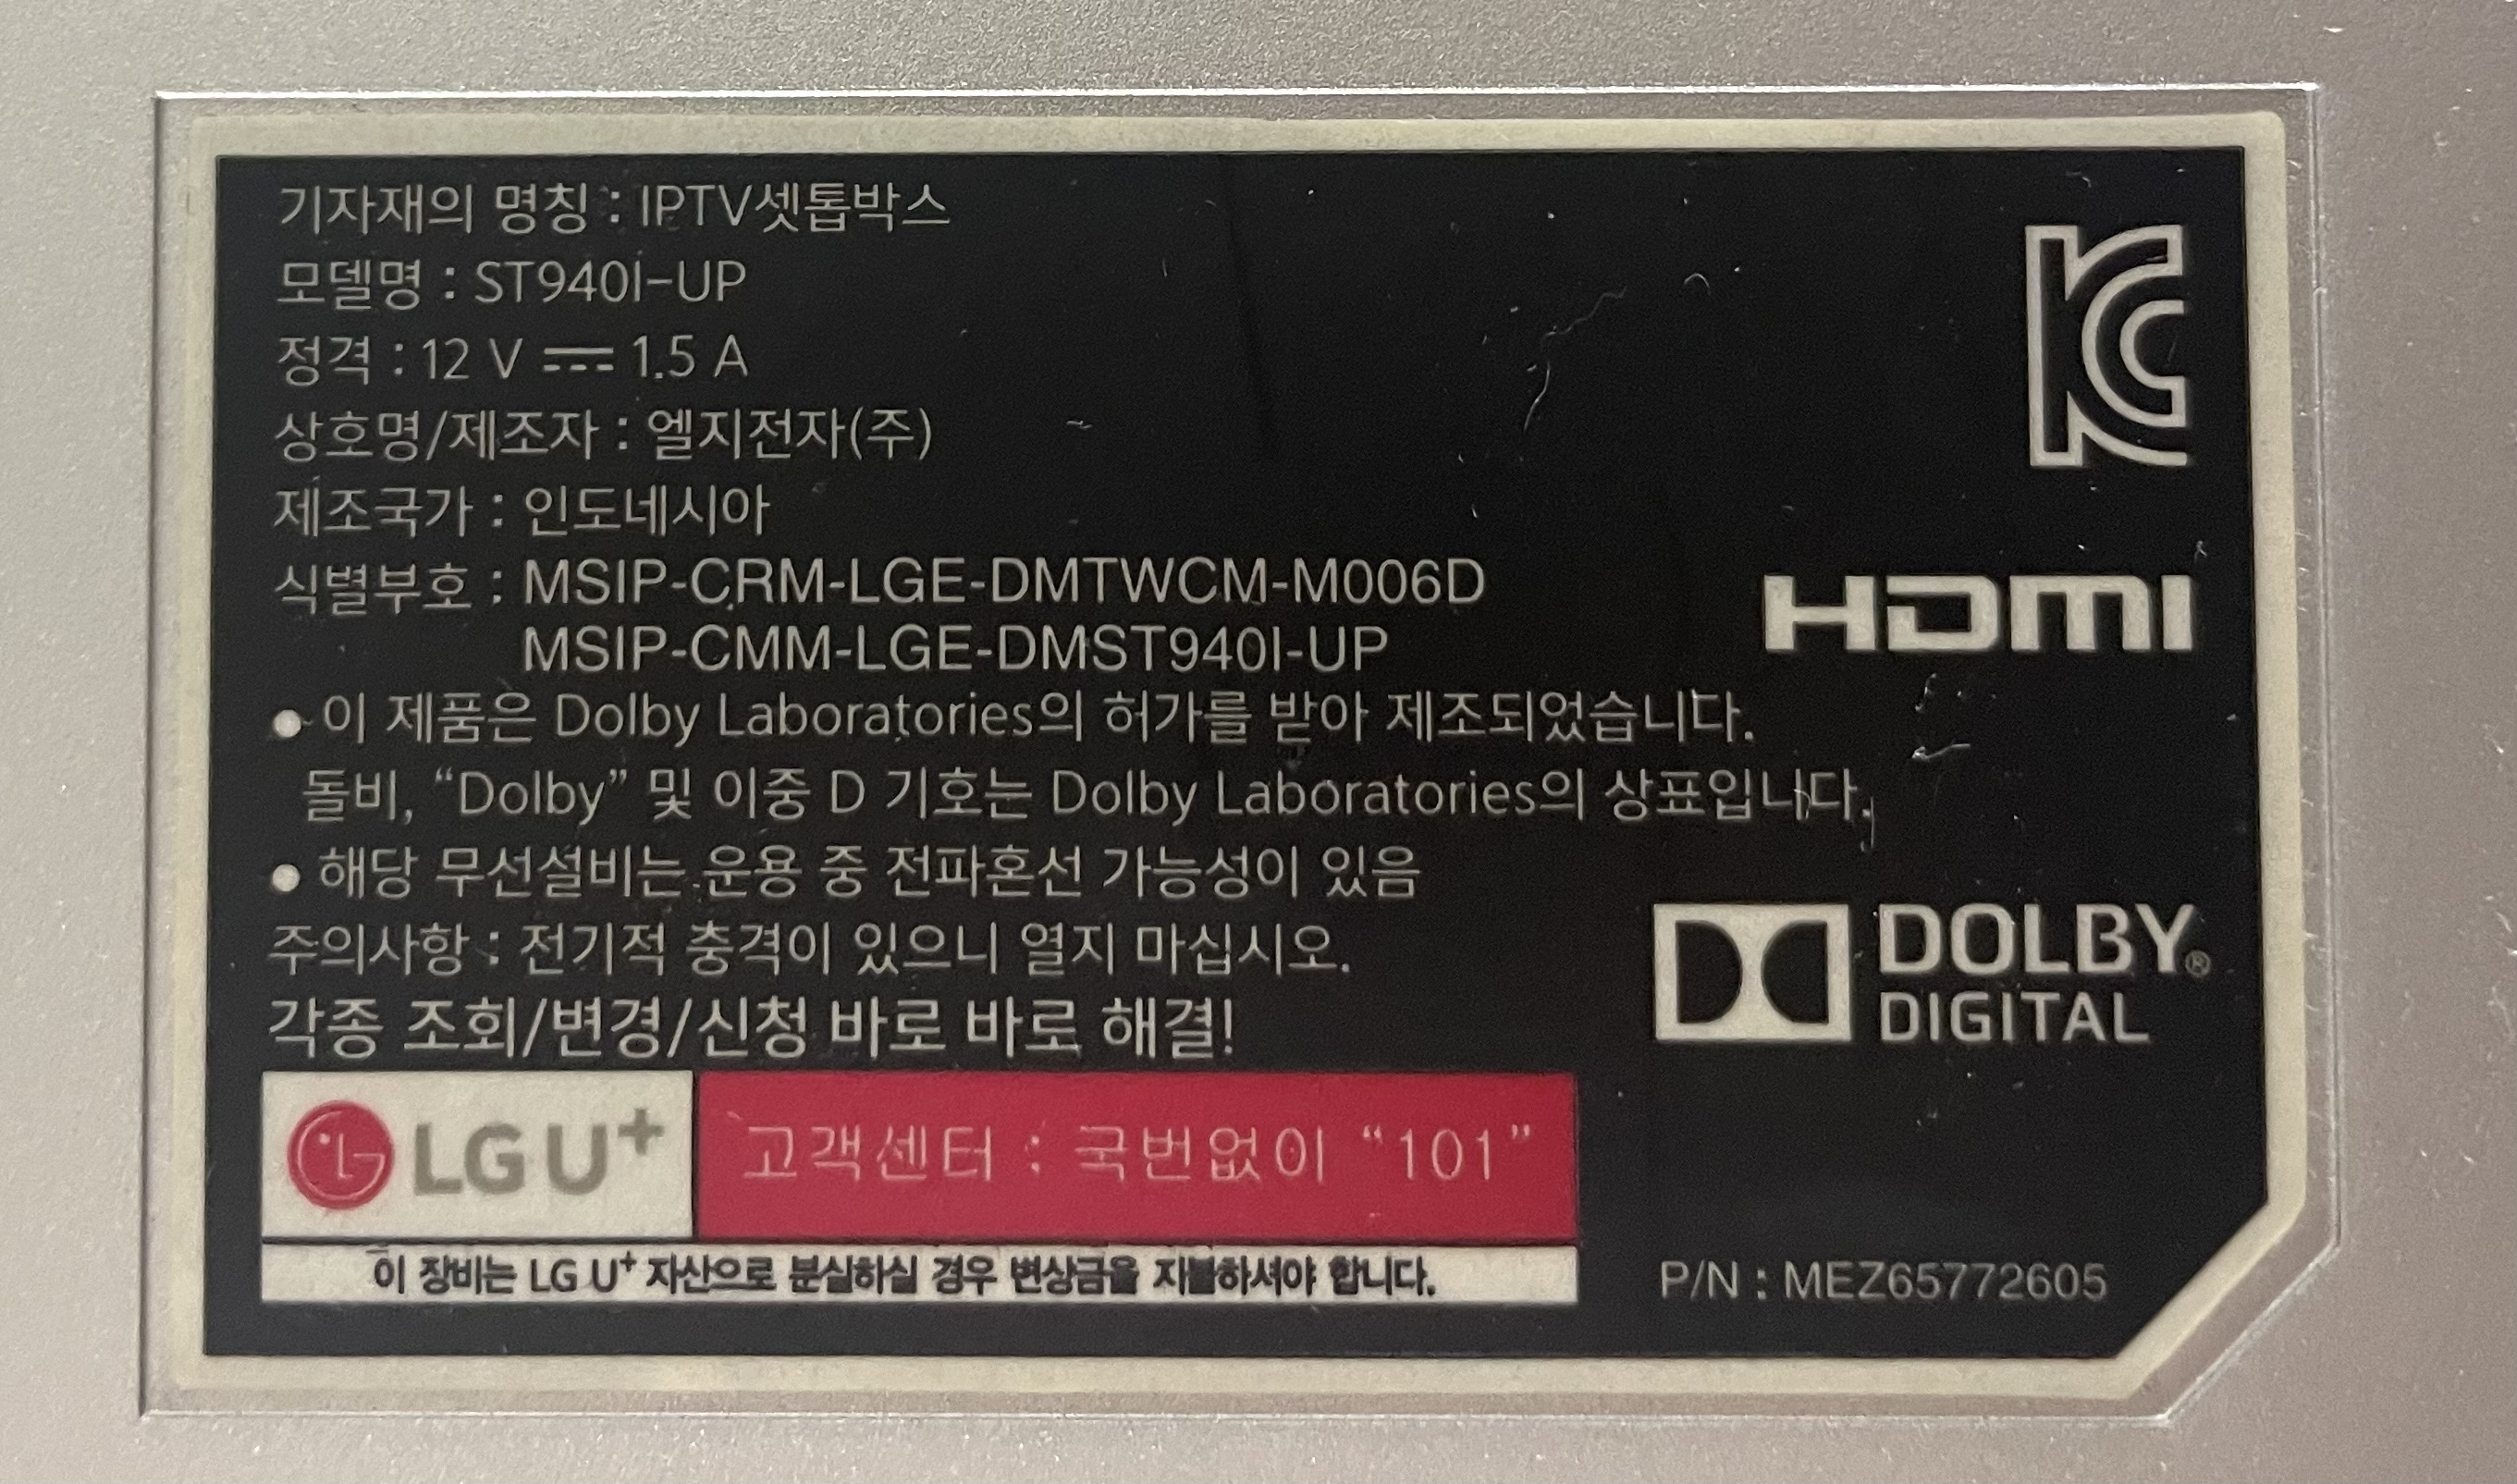 기자재의 명칭 : IPTV셋톱박스
모델명 : ST940I-UP
정격 : 12 V ⎓ 1.5 A
상호명/제조자 : 엘지전자(주)
제조국가 : 인도네시아
식별부호 : MSIP-CRM-LGE-DMTWCM-M006D
MSIP-CMM-LGE-DMST940I-UP
● 이 제품은 Dolby Laboratories의 허가를 받아 제조되었습니다.
돌비, “Dolby” 및 이중 D 기호는 Dolby Laboratories의 상표입니다.
● 해당 무선설비는 운용 중 전파혼선 가능성이 있음
주의사항 : 전기적 충격이 있으니 열지 마십시오.
각종 조회/변경/신청 바로 바로 해결!
LG U+ 고객센터 : 국번없이 “101”
이 장비는 LG U+ 자산으로 분실하실 경우 변상금을 지불하셔야 합니다.
KC
HDMI
DOLBY®
DIGITAL
P/N : MEZ65772605